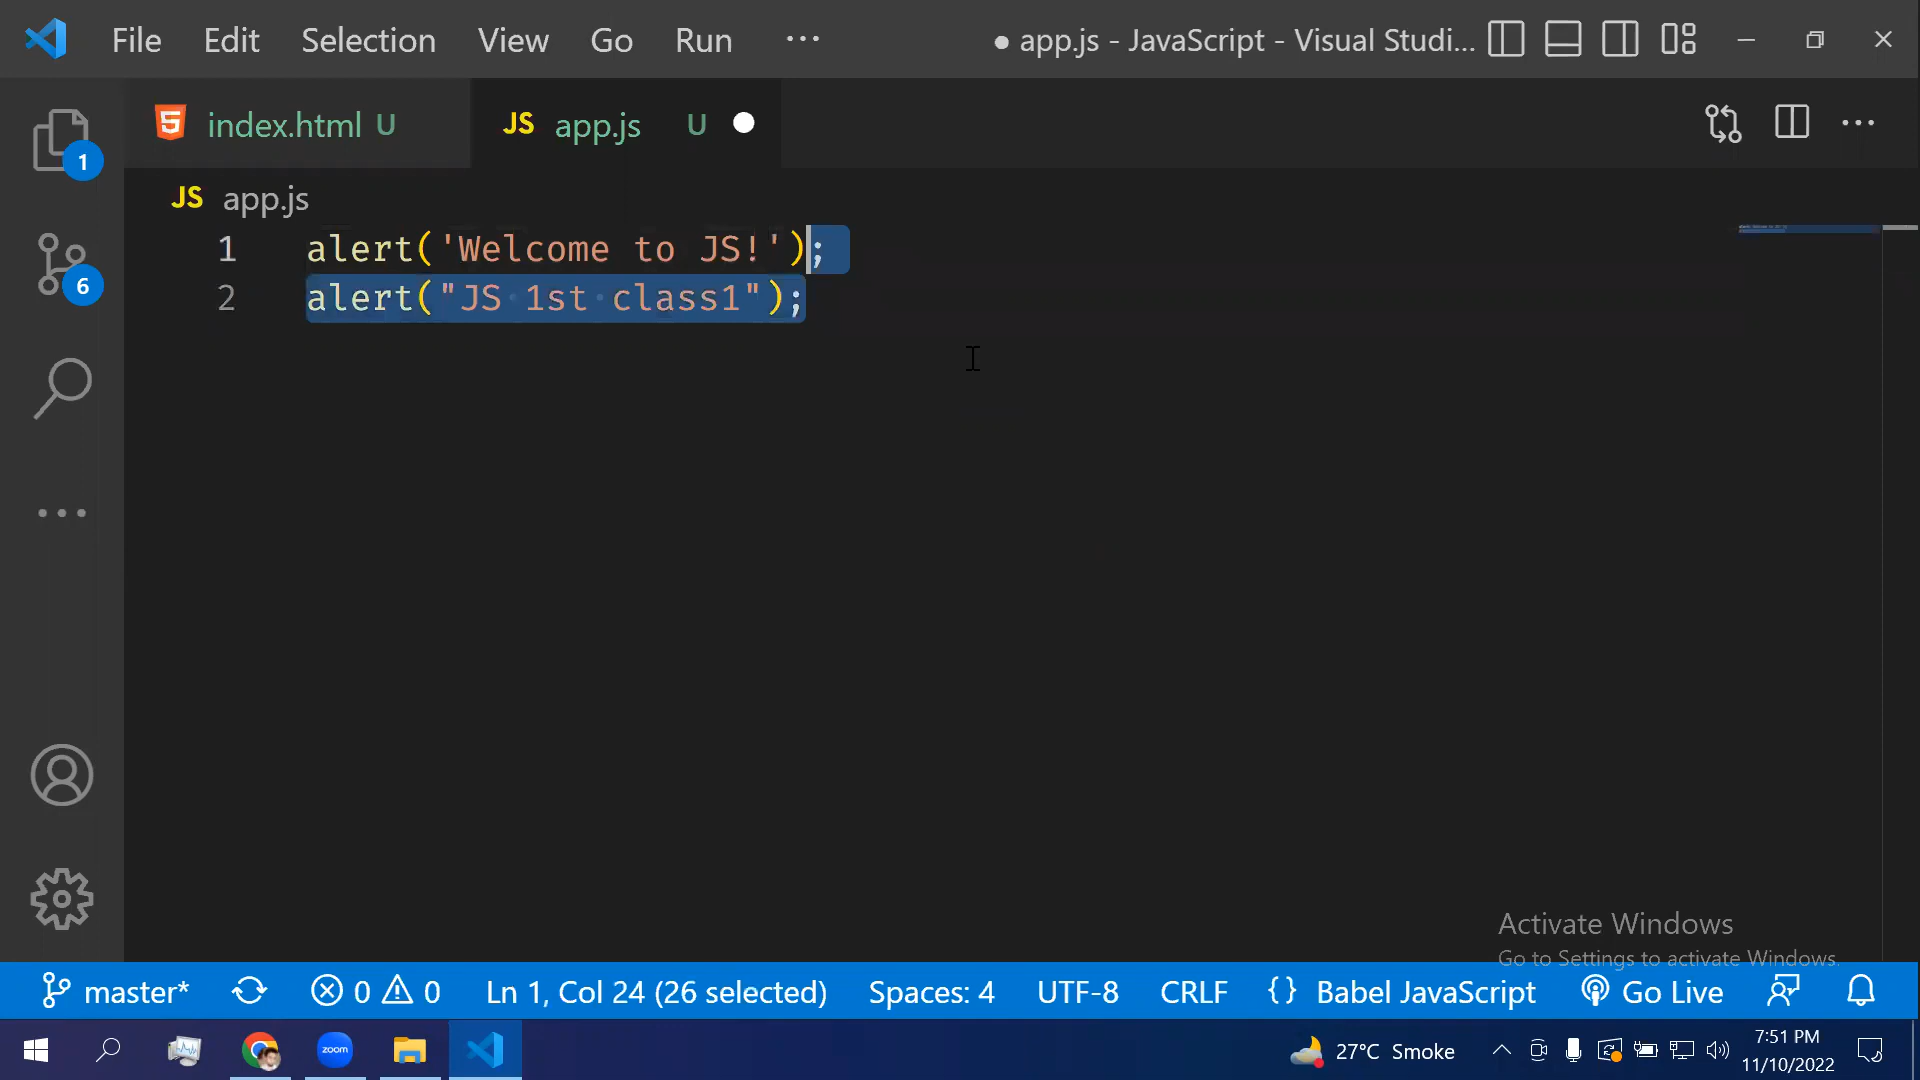 File Edit Selection View Go Run ··· ● app.js - JavaScript - Visual Studi...
index.html U JS app.js U
JS app.js
1 alert('Welcome to JS!');
2 alert("JS 1st class1");
1
6
Activate Windows
Go to Settings to activate Windows.
master* 0 0 Ln 1, Col 24 (26 selected) Spaces: 4 UTF-8 CRLF {} Babel JavaScript Go Live
zoom 27°C Smoke 7:51 PM
11/10/2022